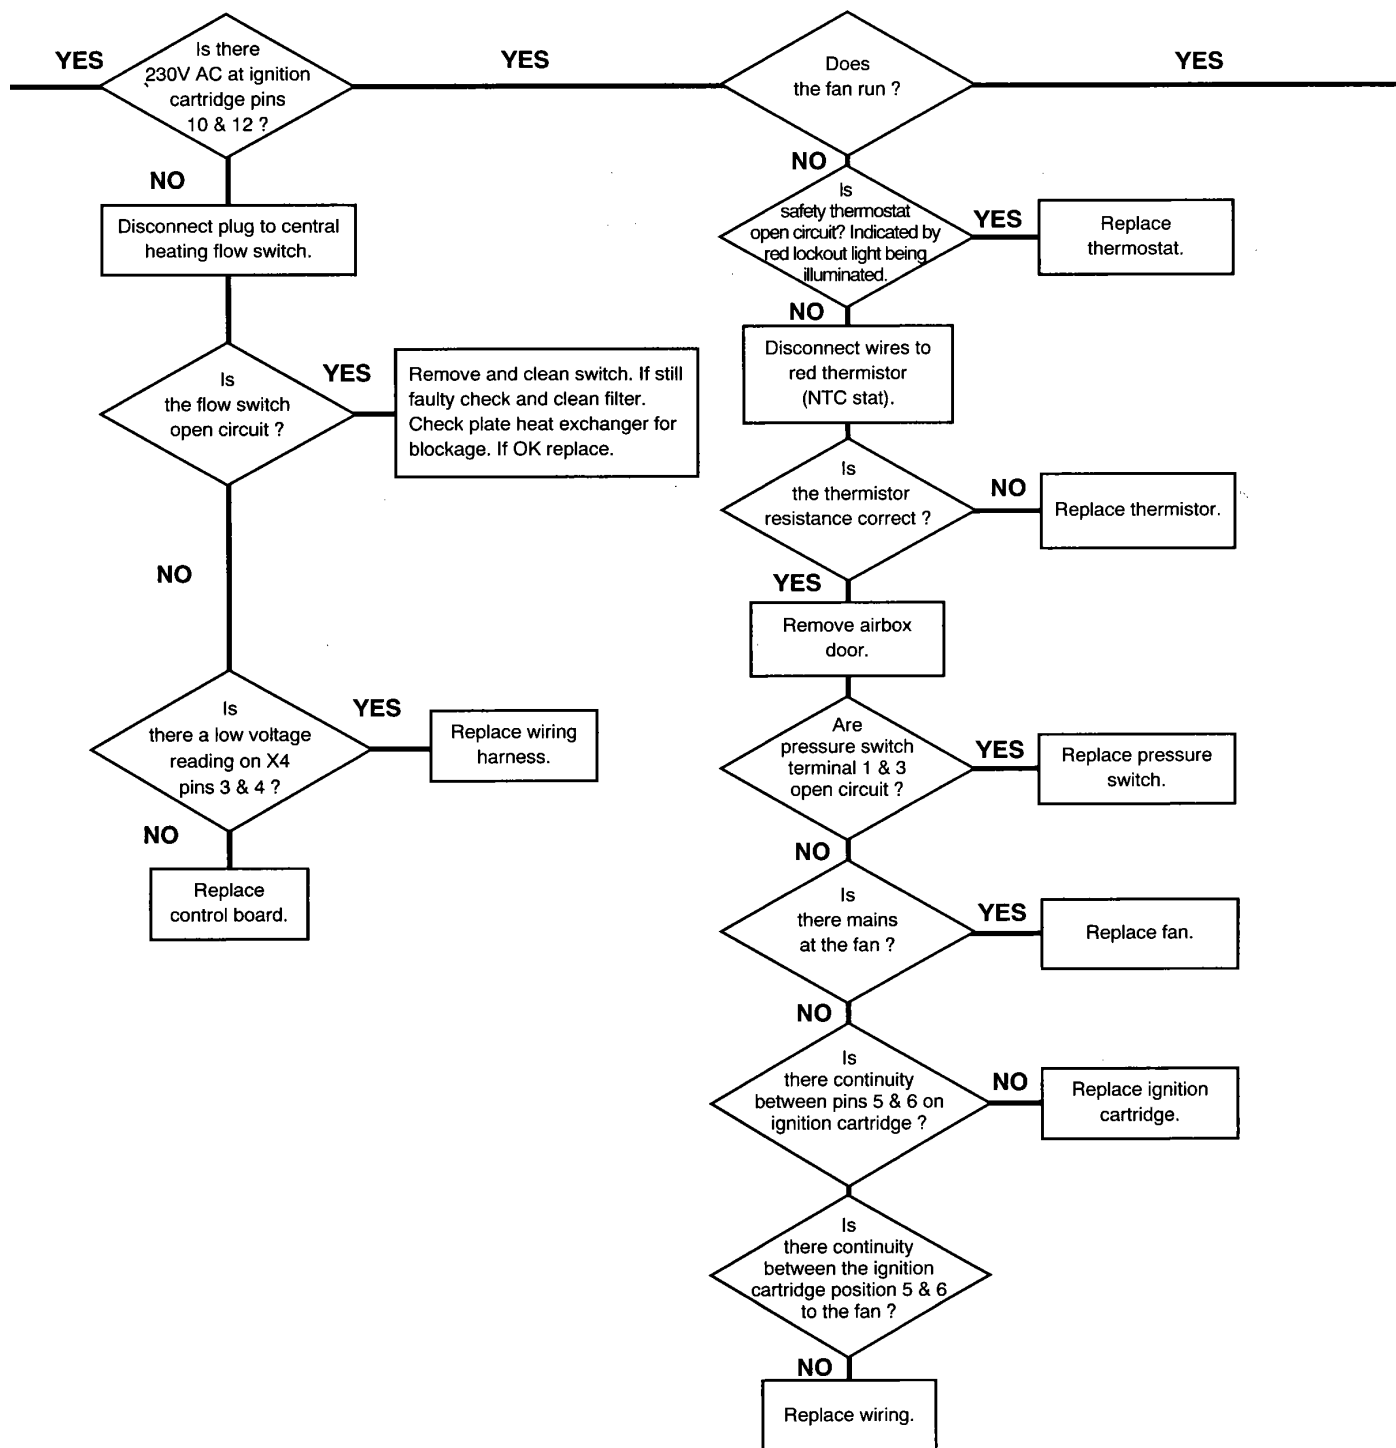 YES
Is there
230V AC at ignition
cartridge pins
10 & 12 ?
YES
Does
the fan run ?
YES
NO
Disconnect plug to central
heating flow switch.
Is
the flow switch
open circuit ?
YES
Remove and clean switch. If still
faulty check and clean filter.
Check plate heat exchanger for
blockage. If OK replace.
NO
Is
there a low voltage
reading on X4
pins 3 & 4 ?
YES
Replace wiring
harness.
NO
Replace
control board.
NO
Is
safety thermostat
open circuit? Indicated by
red lockout light being
illuminated.
YES
Replace
thermostat.
NO
Disconnect wires to
red thermistor
(NTC stat).
Is
the thermistor
resistance correct ?
NO
Replace thermistor.
YES
Remove airbox
door.
Are
pressure switch
terminal 1 & 3
open circuit ?
YES
Replace pressure
switch.
NO
Is
there mains
at the fan ?
YES
Replace fan.
NO
Is
there continuity
between pins 5 & 6 on
ignition cartridge ?
NO
Replace ignition
cartridge.
Is
there continuity
between the ignition
cartridge position 5 & 6
to the fan ?
NO
Replace wiring.